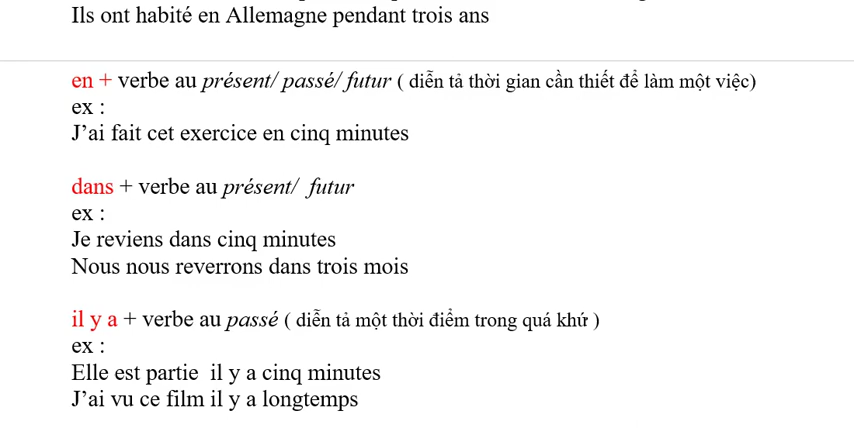 Ils ont habité en Allemagne pendant trois ans
en + verbe au présent/ passé/ futur ( diễn tả thời gian cần thiết để làm một việc)
ex :
J’ai fait cet exercice en cinq minutes
dans + verbe au présent/ futur
ex :
Je reviens dans cinq minutes
Nous nous reverrons dans trois mois
il y a + verbe au passé ( diễn tả một thời điểm trong quá khứ )
ex :
Elle est partie il y a cinq minutes
J’ai vu ce film il y a longtemps